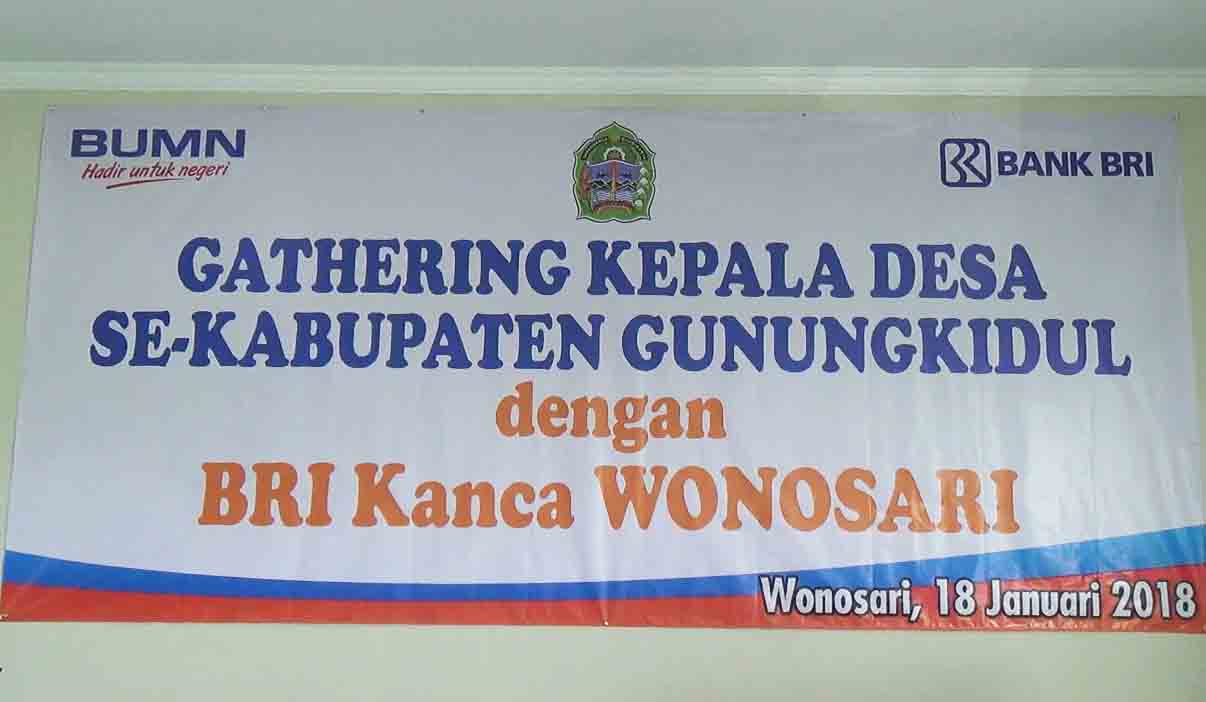 BUMN
Hadir untuk negeri
BANK BRI
GATHERING KEPALA DESA
SE-KABUPATEN GUNUNGKIDUL
dengan
BRI Kanca WONOSARI
Wonosari, 18 Januari 2018